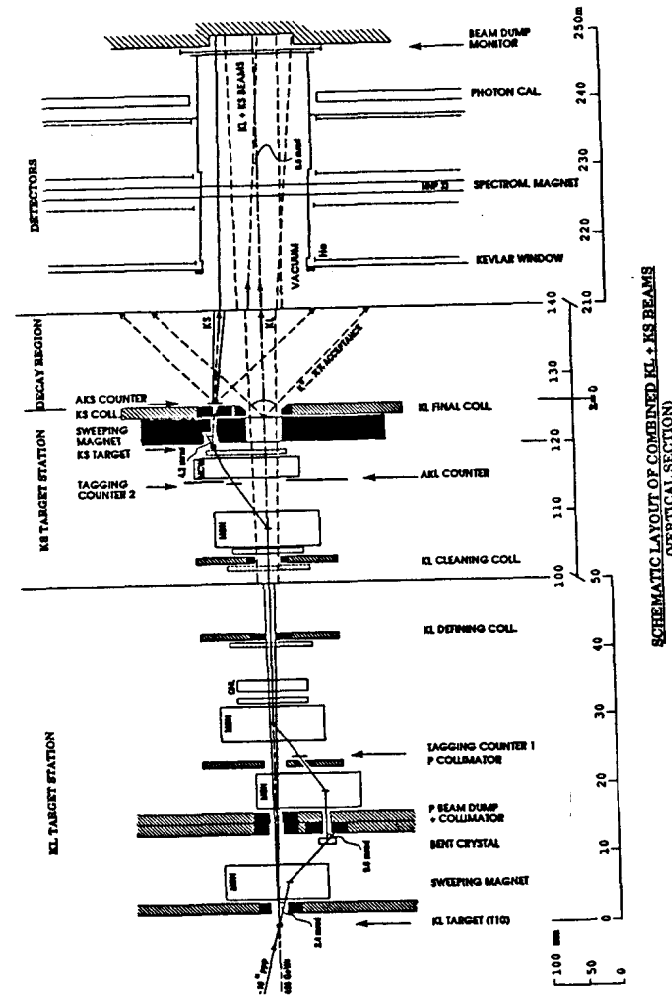 BEAM DUMP
MONITOR
PHOTON CAL.
SPECTROM. MAGNET
KEVLAR WINDOW
KL FINAL COLL.
AKL COUNTER
KL CLEANING COLL.
KL DEFINING COLL.
TAGGING COUNTER 1
P COLLIMATOR
P BEAM DUMP
+ COLLIMATOR
BENT CRYSTAL
SWEEPING MAGNET
KL TARGET (T10)
DETECTORS
DECAY REGION
KS TARGET STATION
KL TARGET STATION
AKS COUNTER
KS COLL.
SWEEPING
MAGNET
KS TARGET
TAGGING
COUNTER 2
KL + KS BEAMS
VACUUM
He
KS
KL
ACCEPTANCE
250m
240
230
220
210
140
130
120
110
100
50
40
30
20
10
0
100 mm
50
0
SCHEMATIC LAYOUT OF COMBINED KL + KS BEAMS
(VERTICAL SECTION)